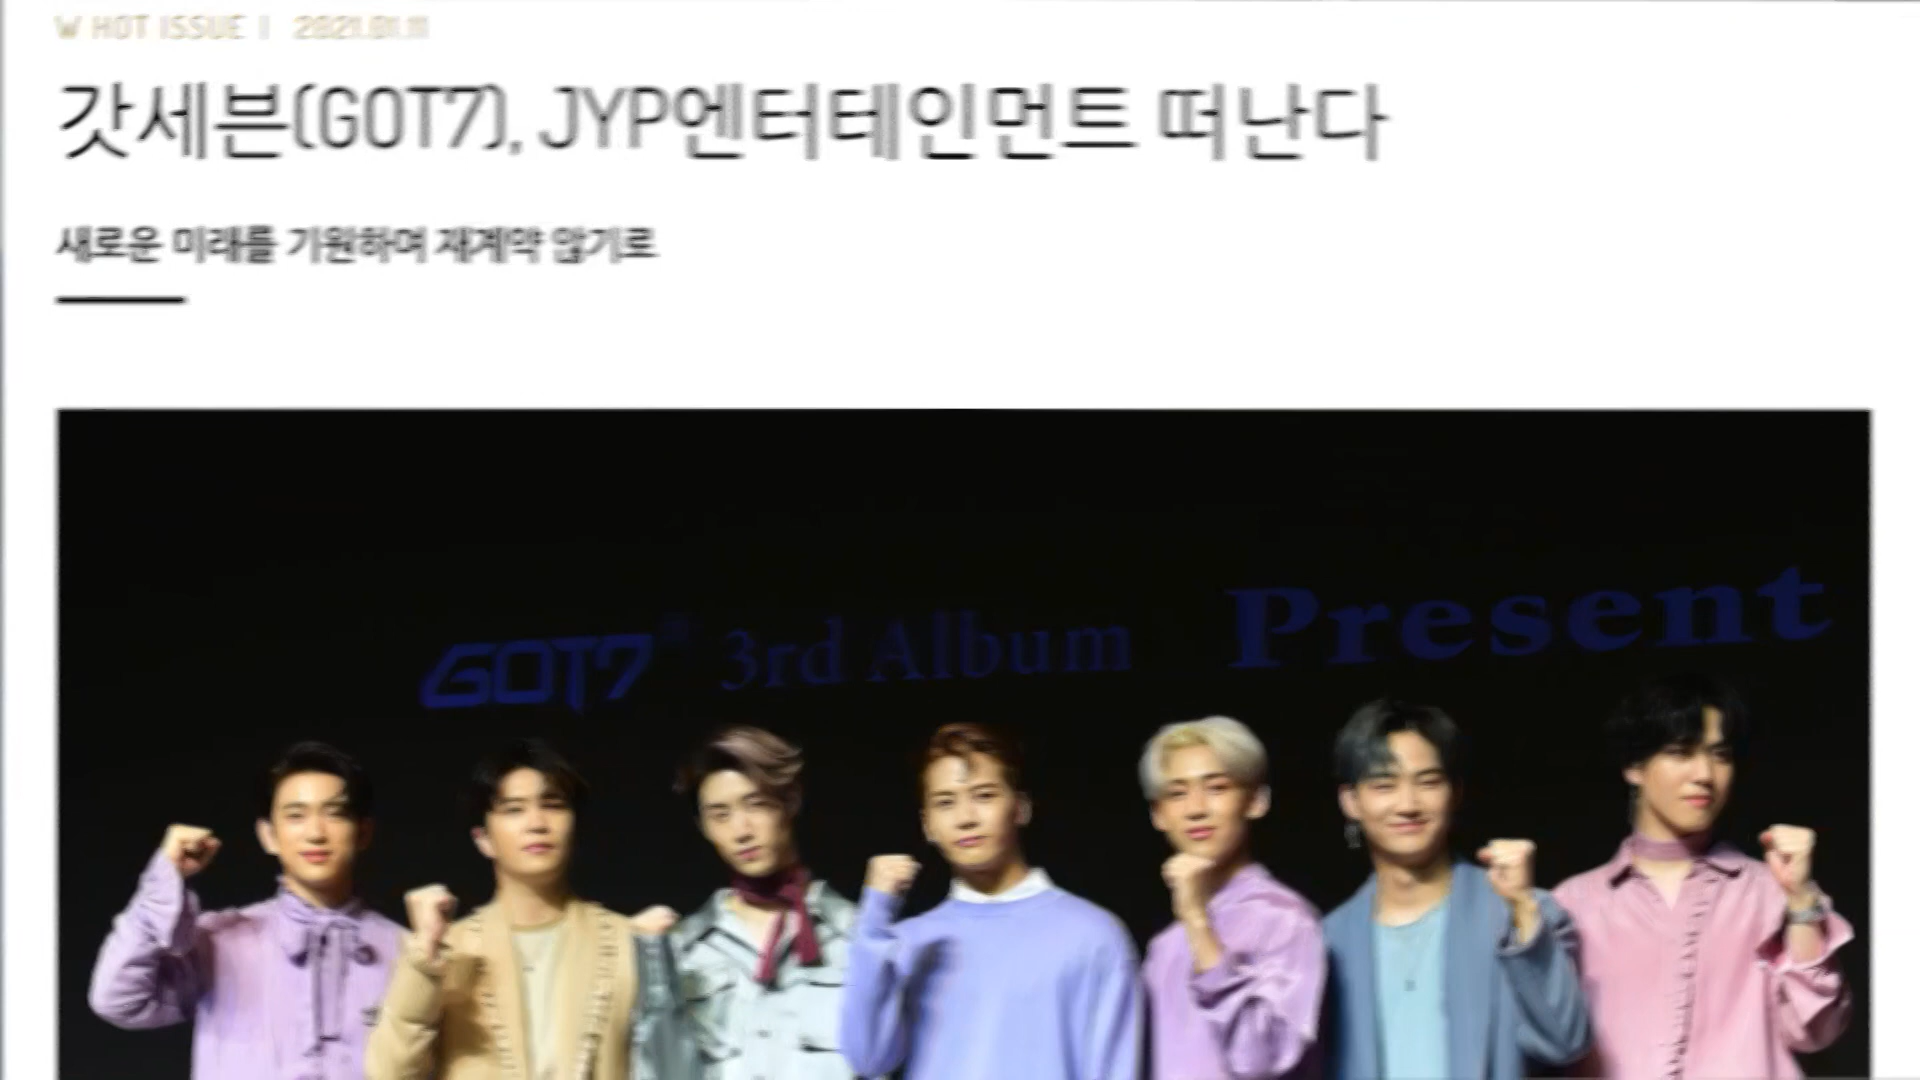 W HOT ISSUE | 2021.01.11
갓세븐(GOT7), JYP엔터테인먼트 떠난다
새로운 미래를 기원하며 재계약 않기로
GOT7 3rd Album Present